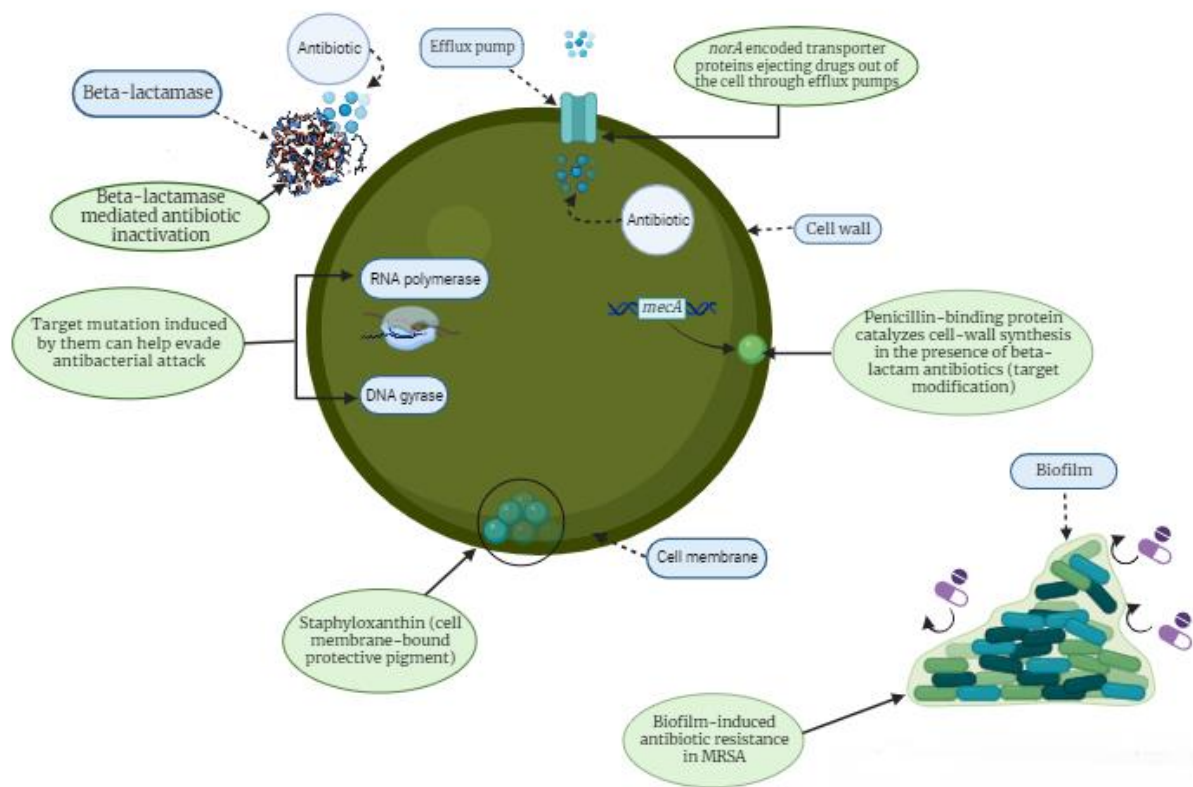 Antibiotic
Efflux pump
norA encoded transporter
proteins ejecting drugs out of
the cell through efflux pumps
Beta-lactamase
Beta-lactamase
mediated antibiotic
inactivation
Antibiotic
Cell wall
RNA polymerase
mecA
Target mutation induced
by them can help evade
antibacterial attack
Penicillin-binding protein
catalyzes cell-wall synthesis
in the presence of beta-
lactam antibiotics (target
modification)
DNA gyrase
Biofilm
Cell membrane
Staphyloxanthin (cell
membrane-bound
protective pigment)
Biofilm-induced
antibiotic resistance
in MRSA